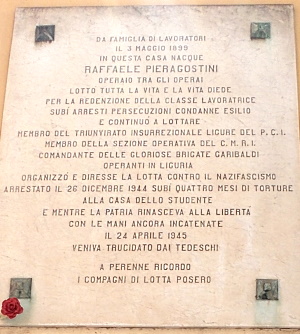 DA FAMIGLIA DI LAVORATORI
IL 3 MAGGIO 1899
IN QUESTA CASA NACQUE
RAFFAELE PIERAGOSTINI
OPERAIO TRA GLI OPERAI
LOTTÒ TUTTA LA VITA E LA VITA DIEDE
PER LA REDENZIONE DELLA CLASSE LAVORATRICE
SUBÌ ARRESTI PERSECUZIONI CONDANNE ESILIO
E CONTINUÒ A LOTTARE
MEMBRO DEL TRIUNVIRATO INSURREZIONALE LIGURE DEL P.C.I.
MEMBRO DELLA SEZIONE OPERATIVA DEL C.M.R.I.
COMANDANTE DELLE GLORIOSE BRIGATE GARIBALDI
OPERANTI IN LIGURIA
ORGANIZZÒ E DIRESSE LA LOTTA CONTRO IL NAZIFASCISMO
ARRESTATO IL 26 DICEMBRE 1944 SUBÌ QUATTRO MESI DI TORTURE
ALLA CASA DELLO STUDENTE
E MENTRE LA PATRIA RINASCEVA ALLA LIBERTÀ
CON LE MANI ANCORA INCATENATE
IL 24 APRILE 1945
VENIVA TRUCIDATO DAI TEDESCHI
A PERENNE RICORDO
I COMPAGNI DI LOTTA POSERO